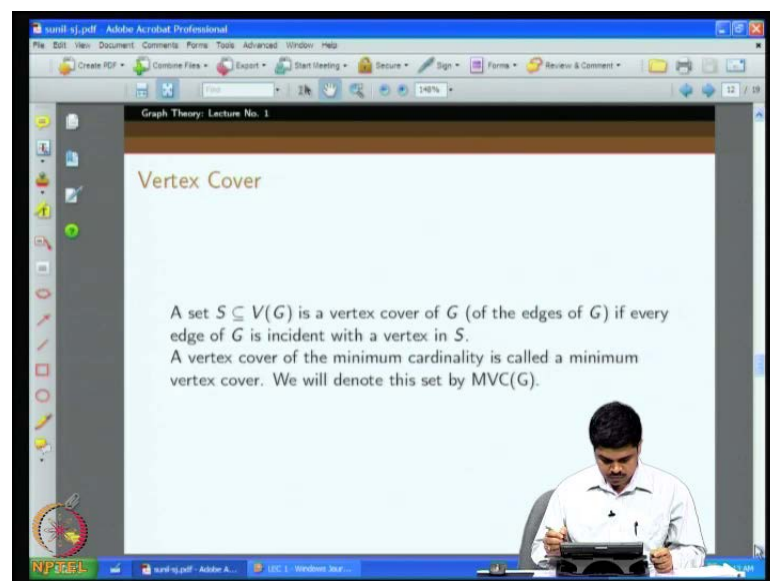 sunil-sj.pdf - Adobe Acrobat Professional
File Edit View Document Comments Forms Tools Advanced Window Help
Create PDF Combine Files Export Start Meeting Secure Sign Forms Review & Comment
Find 148% 12 / 19
Graph Theory: Lecture No. 1
Vertex Cover
A set S ⊆ V(G) is a vertex cover of G (of the edges of G) if every
edge of G is incident with a vertex in S.
A vertex cover of the minimum cardinality is called a minimum
vertex cover. We will denote this set by MVC(G).
NPTEL
sunil-sj.pdf - Adobe A... LEC 1 - Windows Jour... AM